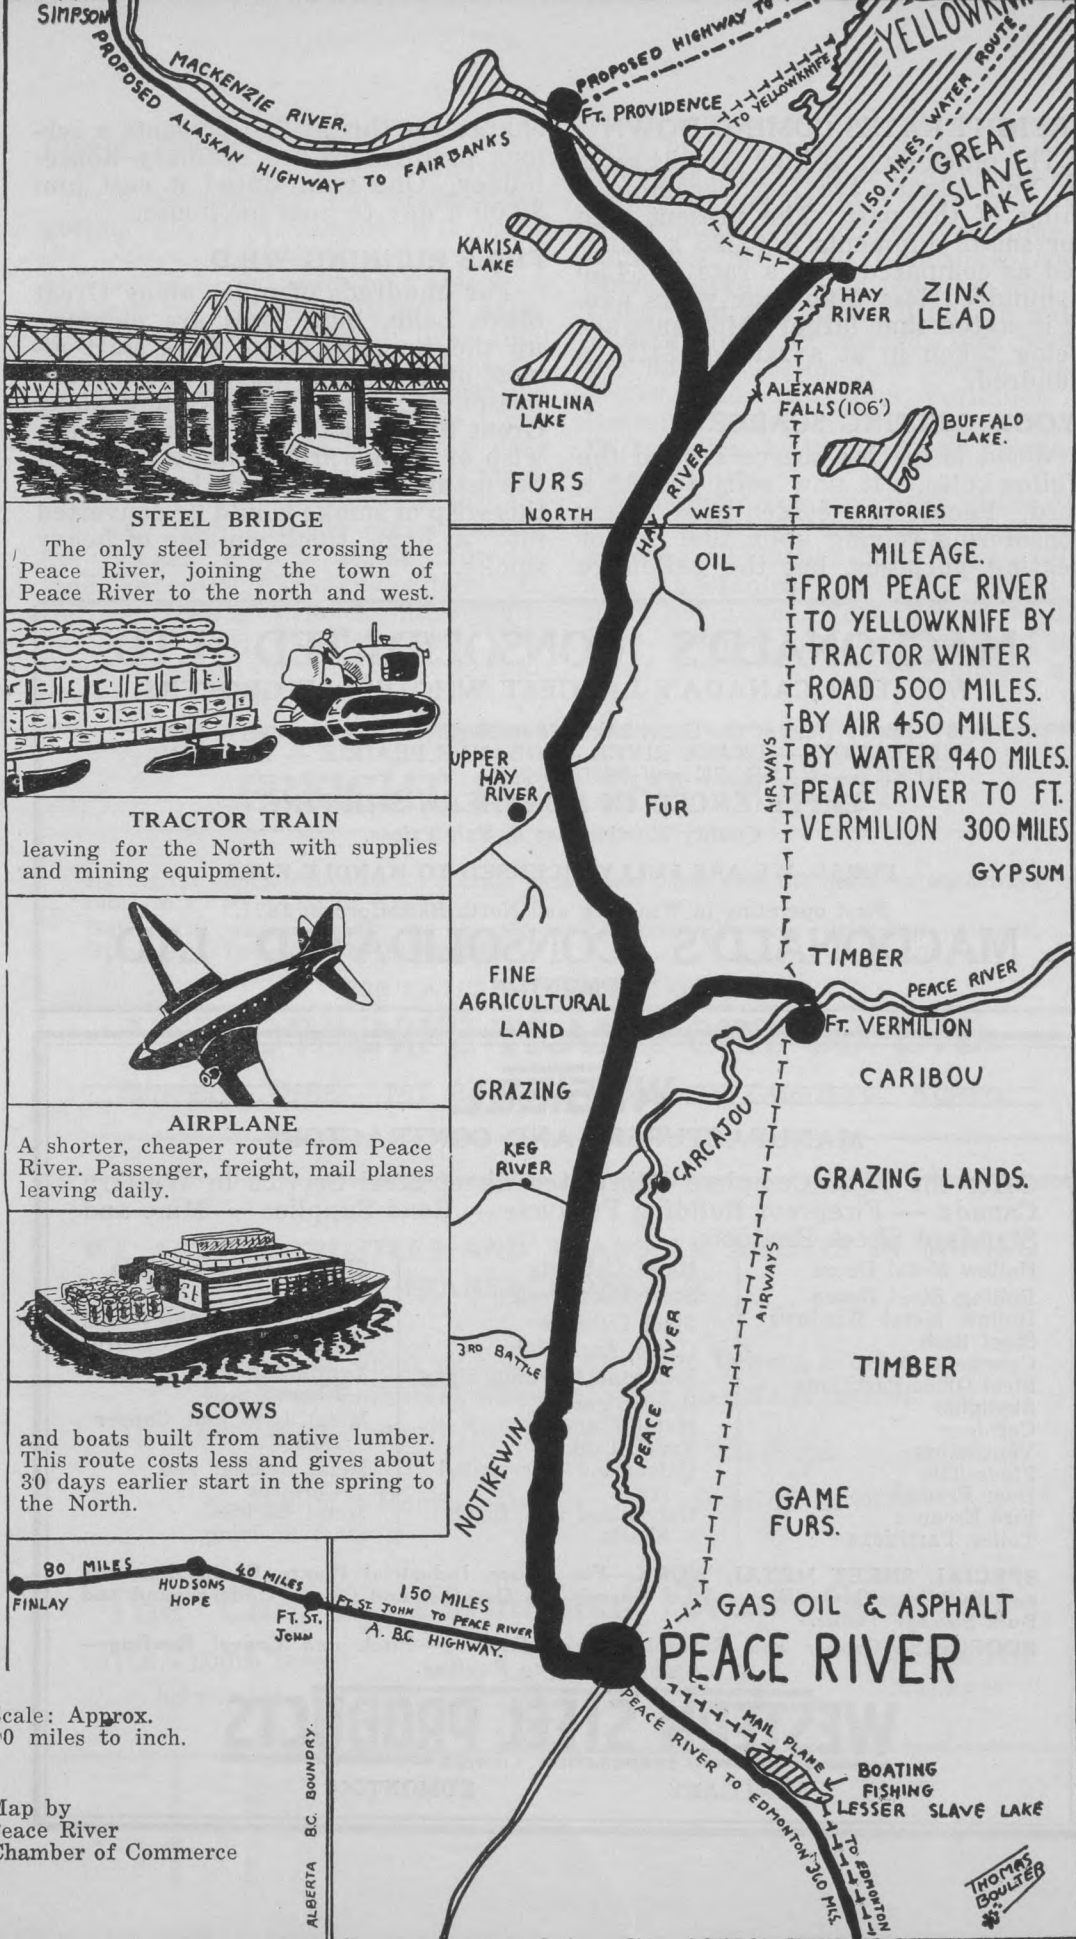 SIMPSON
PROPOSED ALASKAN HIGHWAY TO FAIRBANKS
MACKENZIE RIVER.
PROPOSED HIGHWAY TO
FT. PROVIDENCE
TO YELLOWKNIFE
150 MILES WATER ROUTE
GREAT
SLAVE
LAKE
KAKISA
LAKE
HAY
RIVER
ZINK
LEAD
TATHLINA
LAKE
ALEXANDRA
FALLS (106')
BUFFALO
LAKE.
FURS
HAY RIVER
NORTH WEST TERRITORIES
OIL
MILEAGE.
FROM PEACE RIVER
TO YELLOWKNIFE BY
TRACTOR WINTER
ROAD 500 MILES.
BY AIR 450 MILES.
BY WATER 940 MILES.
PEACE RIVER TO FT.
VERMILION 300 MILES
AIRWAYS
UPPER
HAY
RIVER
FUR
GYPSUM
TIMBER
PEACE RIVER
FINE
AGRICULTURAL
LAND
FT. VERMILION
GRAZING
CARIBOU
KEG
RIVER
CARCAJOU
GRAZING LANDS.
AIRWAYS
3RD BATTLE
PEACE RIVER
TIMBER
NOTIKEWIN
GAME
FURS.
GAS OIL & ASPHALT
PEACE RIVER
STEEL BRIDGE
The only steel bridge crossing the
Peace River, joining the town of
Peace River to the north and west.
TRACTOR TRAIN
leaving for the North with supplies
and mining equipment.
AIRPLANE
A shorter, cheaper route from Peace
River. Passenger, freight, mail planes
leaving daily.
SCOWS
and boats built from native lumber.
This route costs less and gives about
30 days earlier start in the spring to
the North.
80 MILES
40 MILES
150 MILES
FINLAY
HUDSONS
HOPE
FT. ST.
JOHN
FT. ST. JOHN TO PEACE RIVER
A. B.C. HIGHWAY.
MAIL PLANE
PEACE RIVER TO EDMONTON 360 MLS.
BOATING
FISHING
LESSER SLAVE LAKE
TO EDMONTON
ALBERTA B.C. BOUNDRY.
cale: Approx.
0 miles to inch.
ap by
eace River
hamber of Commerce
THOMAS
BOULTER